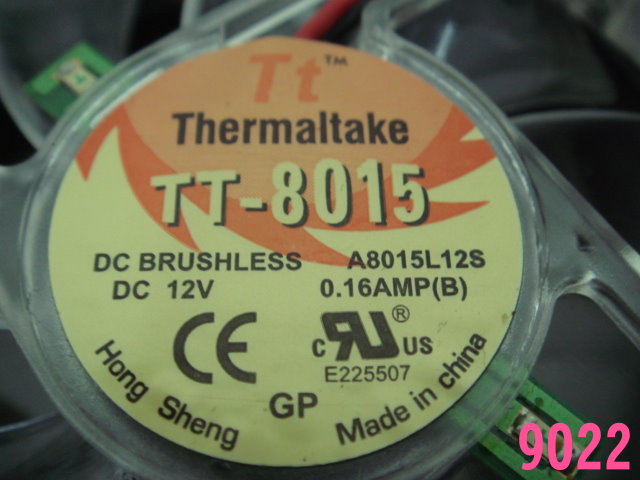 Tt™
Thermaltake
TT-8015
DC BRUSHLESS A8015L12S
DC 12V 0.16AMP(B)
CE c RU® US
E225507
Hong Sheng GP Made in china
9022